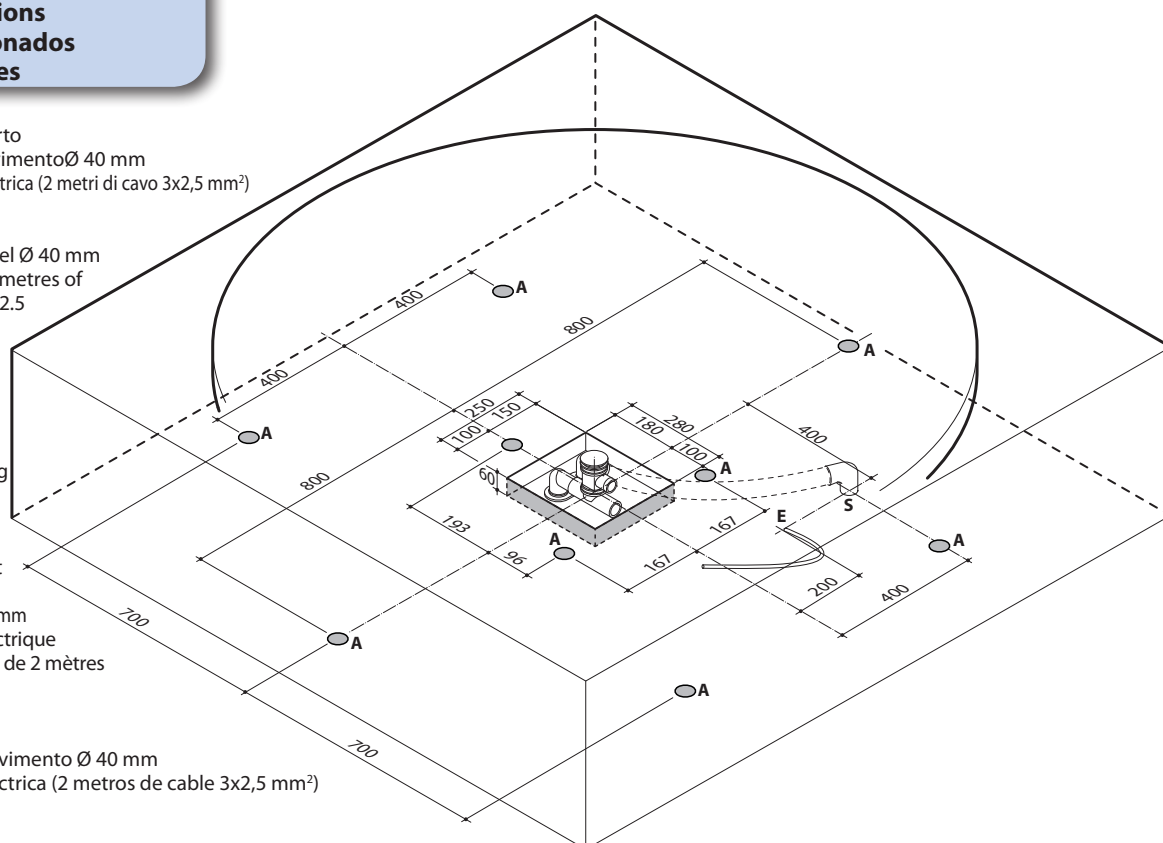 ions
onados
es
rto
vimentoØ 40 mm
ttrica (2 metri di cavo 3x2,5 mm²)
el Ø 40 mm
metres of
2.5
g
t
mm
ctrique
de 2 mètres
vimento Ø 40 mm
ctrica (2 metros de cable 3x2,5 mm²)
A
400
800
A
400
A
250
150
100
280
180
100
400
A
60
800
S
E
193
96
A
167
167
A
200
400
700
A
A
700